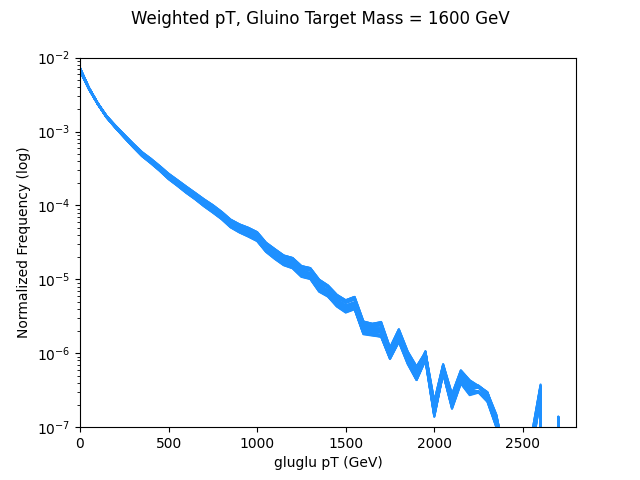 Weighted pT, Gluino Target Mass = 1600 GeV
Normalized Frequency (log)
10⁻²
10⁻³
10⁻⁴
10⁻⁵
10⁻⁶
10⁻⁷
0 500 1000 1500 2000 2500
gluglu pT (GeV)